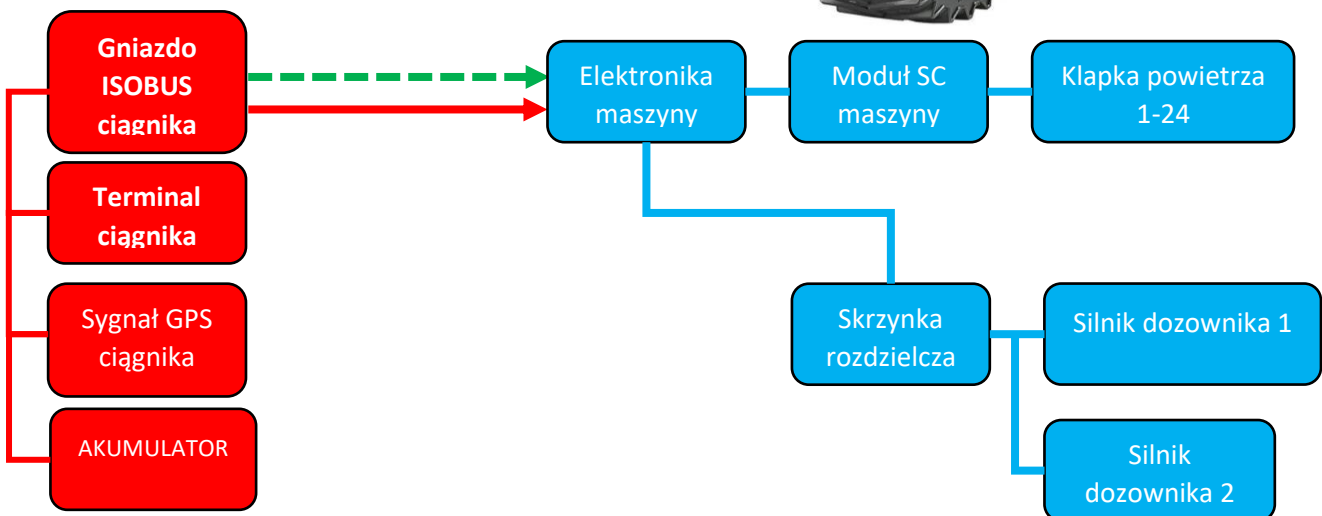 Gniazdo
ISOBUS
ciągnika
Elektronika
maszyny
Moduł SC
maszyny
Klapka powietrza
1-24
Terminal
ciągnika
Sygnał GPS
ciągnika
Skrzynka
rozdzielcza
Silnik dozownika 1
AKUMULATOR
Silnik
dozownika 2